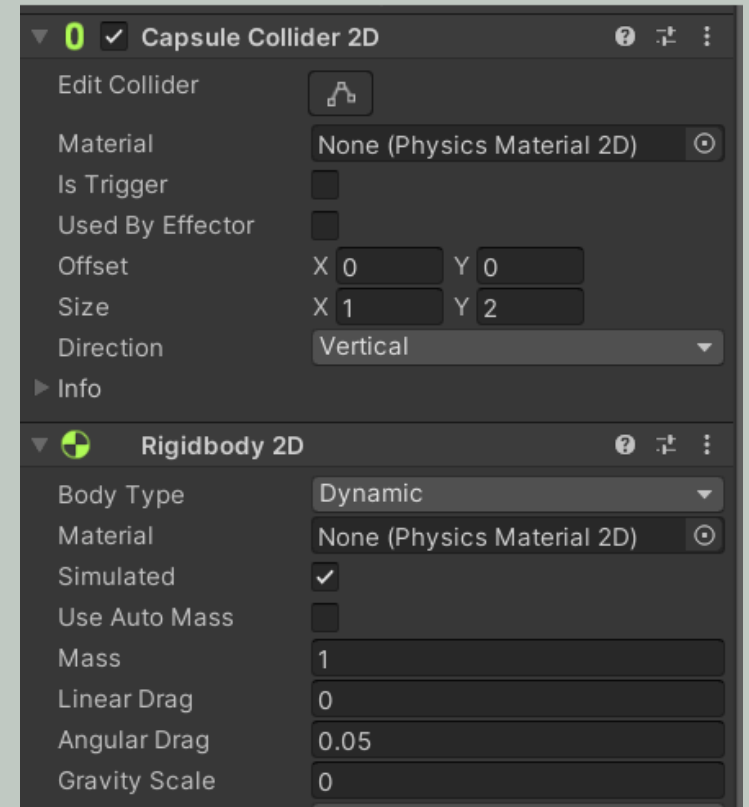 Capsule Collider 2D
Edit Collider
Material None (Physics Material 2D)
Is Trigger
Used By Effector
Offset X 0 Y 0
Size X 1 Y 2
Direction Vertical
Info
Rigidbody 2D
Body Type Dynamic
Material None (Physics Material 2D)
Simulated
Use Auto Mass
Mass 1
Linear Drag 0
Angular Drag 0.05
Gravity Scale 0